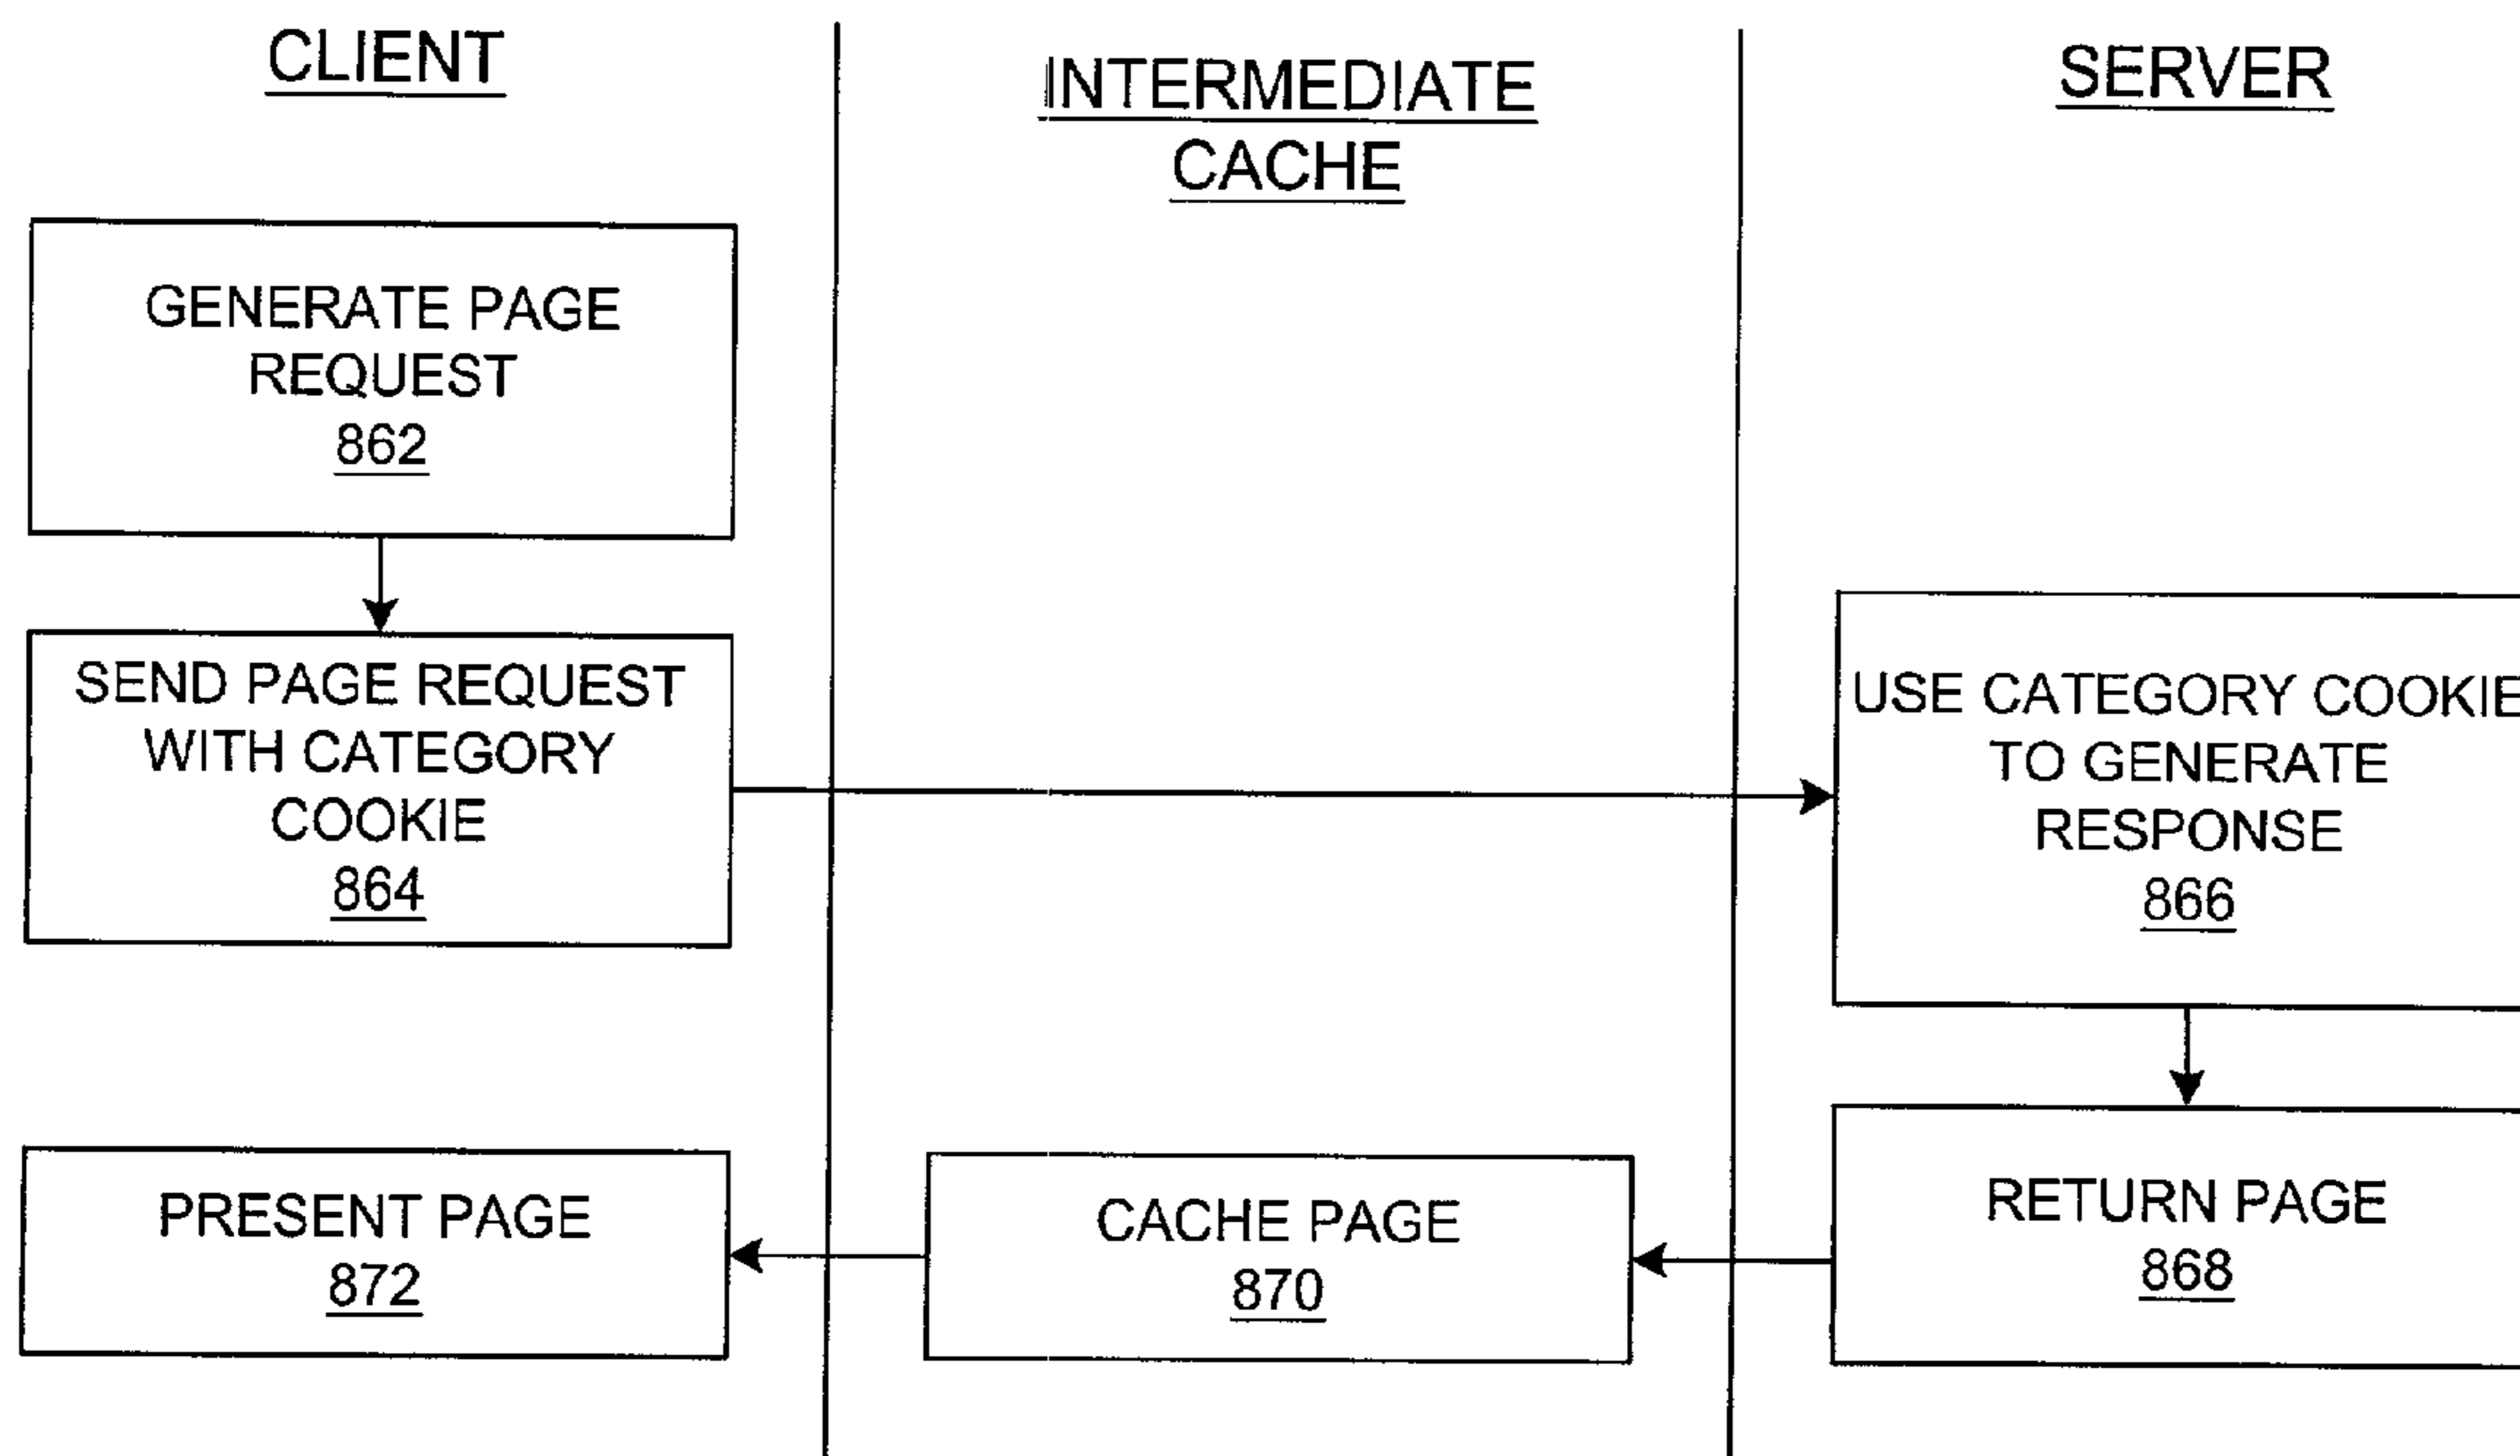 CLIENT
INTERMEDIATE
CACHE
SERVER
GENERATE PAGE
REQUEST
862
SEND PAGE REQUEST
WITH CATEGORY
COOKIE
864
USE CATEGORY COOKIE
TO GENERATE
RESPONSE
866
PRESENT PAGE
872
CACHE PAGE
870
RETURN PAGE
868